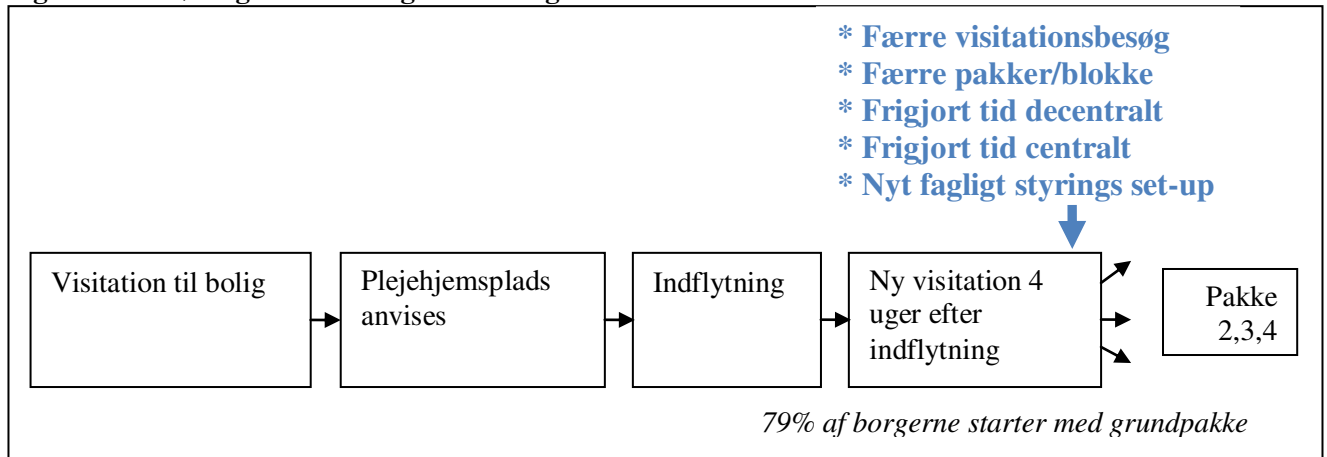 * Færre visitationsbesøg
* Færre pakker/blokke
* Frigjort tid decentralt
* Frigjort tid centralt
* Nyt fagligt styrings set-up
Visitation til bolig
Plejehjemsplads
anvises
Indflytning
Ny visitation 4
uger efter
indflytning
Pakke
2,3,4
79% af borgerne starter med grundpakke